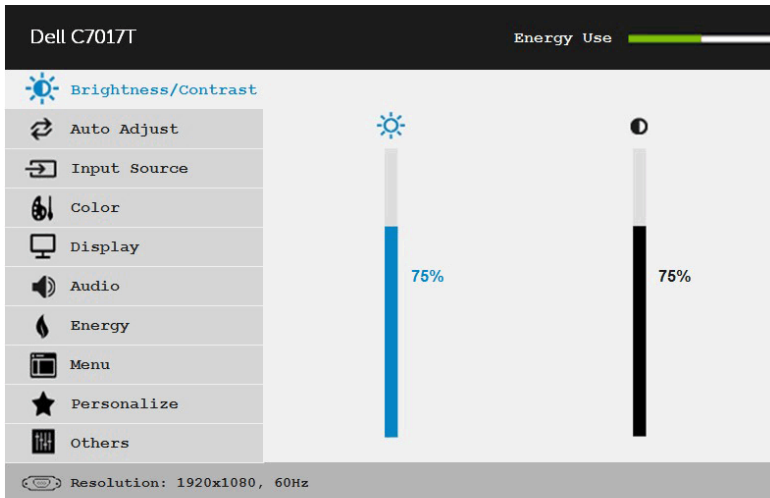 Dell C7017T
Energy Use
Brightness/Contrast
Auto Adjust
Input Source
Color
Display
Audio
Energy
Menu
Personalize
Others
75%
75%
Resolution: 1920x1080, 60Hz